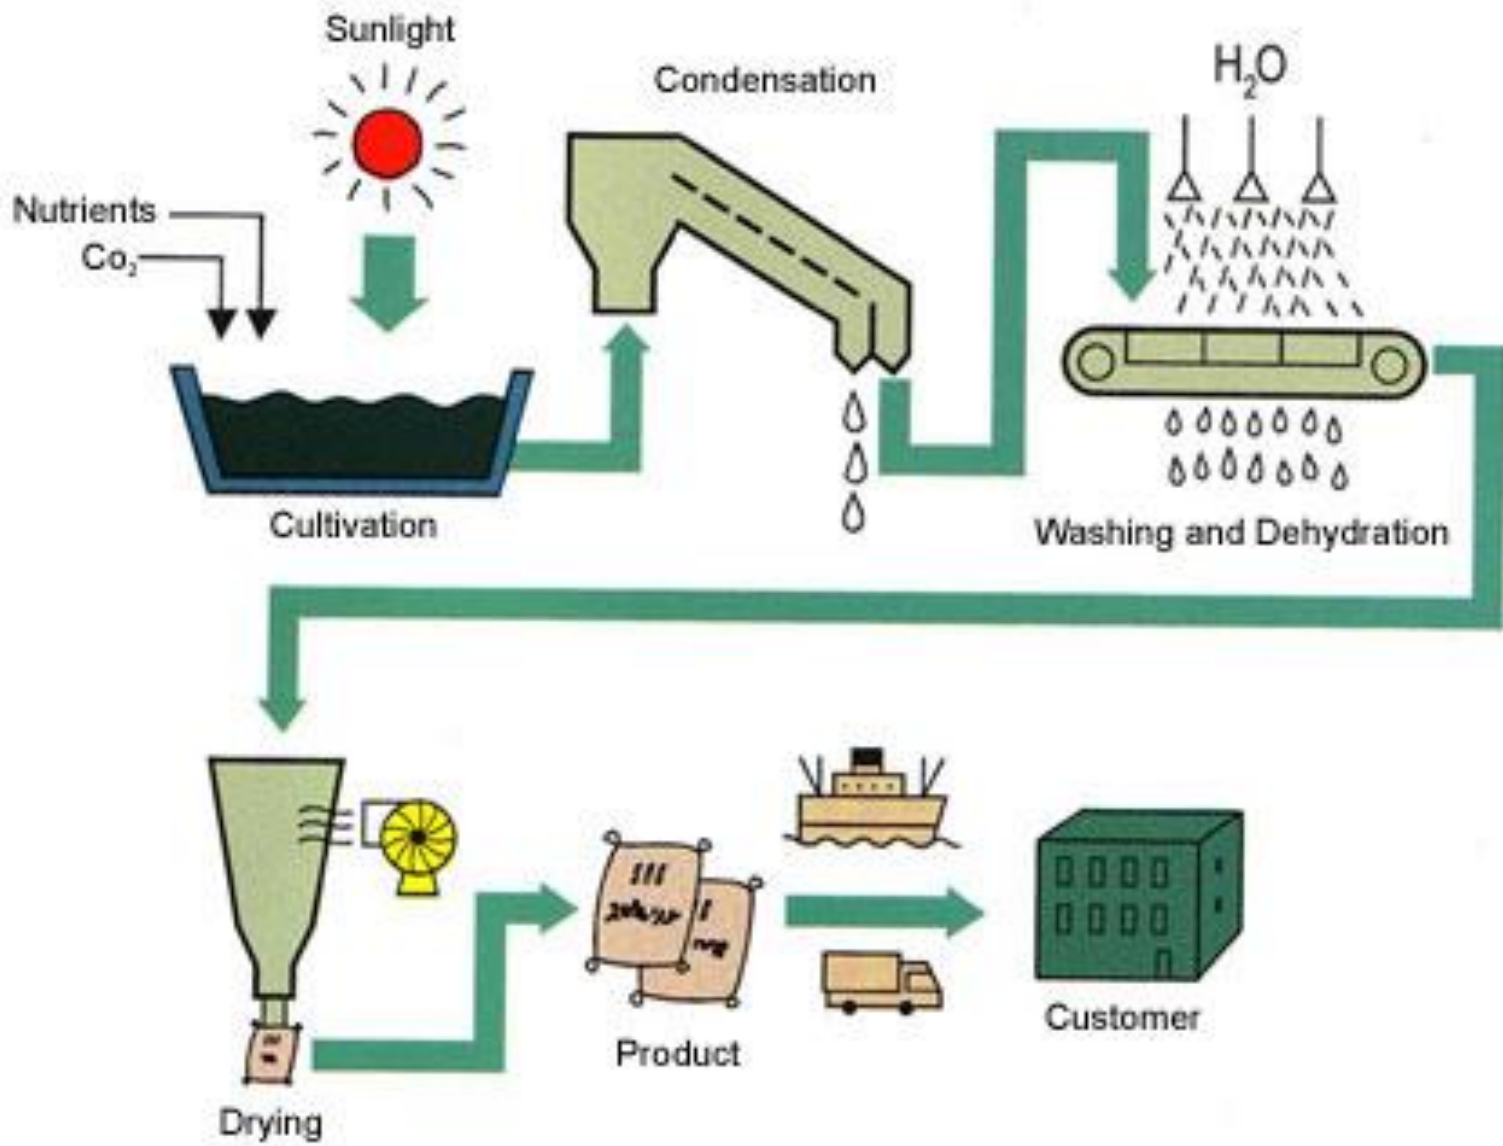 Sunlight
Condensation
H₂O
Nutrients
Co₂
Cultivation
Washing and Dehydration
Drying
Product
Customer